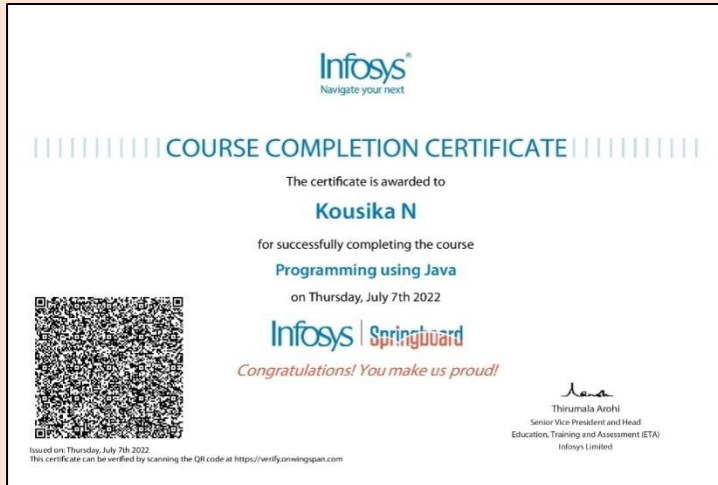 Infosys®
Navigate your next
COURSE COMPLETION CERTIFICATE
The certificate is awarded to
Kousika N
for successfully completing the course
Programming using Java
on Thursday, July 7th 2022
Infosys | Springboard
Congratulations! You make us proud!
Thirumala Arohi
Senior Vice President and Head
Education, Training and Assessment (ETA)
Infosys Limited
Issued on: Thursday, July 7th 2022
This certificate can be verified by scanning the QR code at https://verify.onwingspan.com